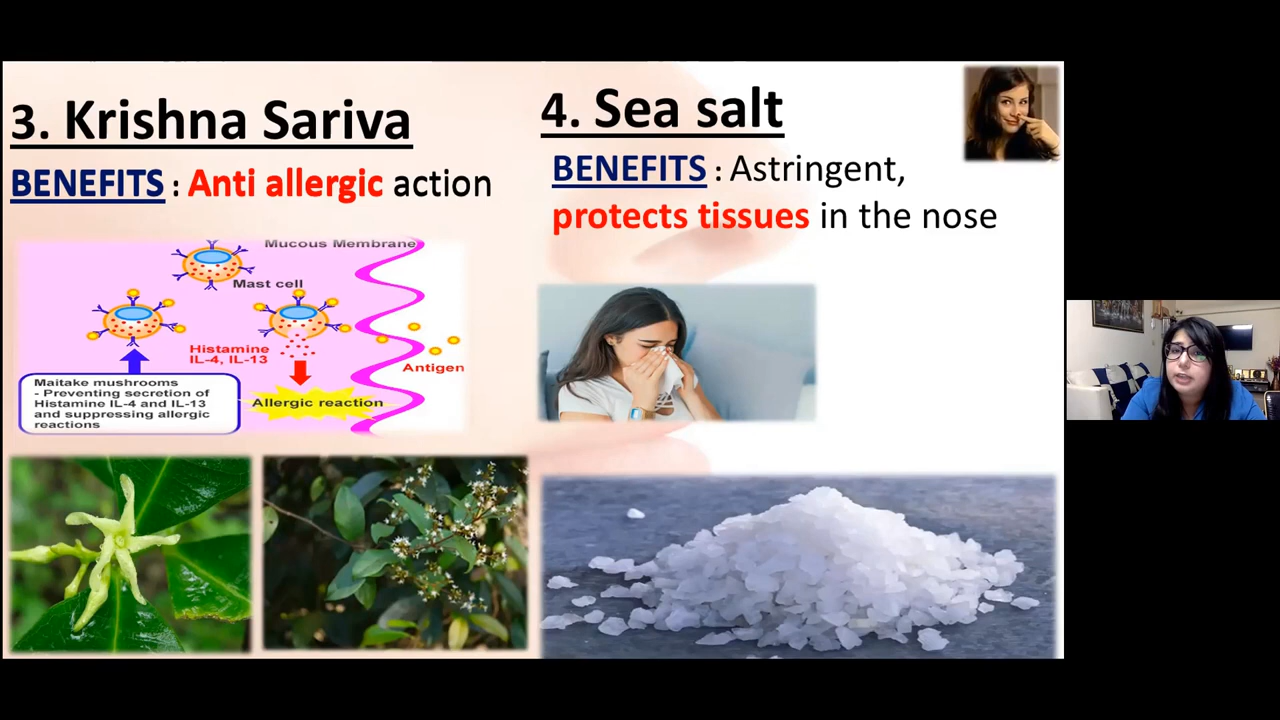 3. Krishna Sariva
BENEFITS : Anti allergic action
Mucous Membrane
Mast cell
Histamine
IL-4, IL-13
Antigen
Maitake mushrooms
- Preventing secretion of
Histamine IL-4 and IL-13
and suppressing allergic
reactions
Allergic reaction
4. Sea salt
BENEFITS : Astringent,
protects tissues in the nose